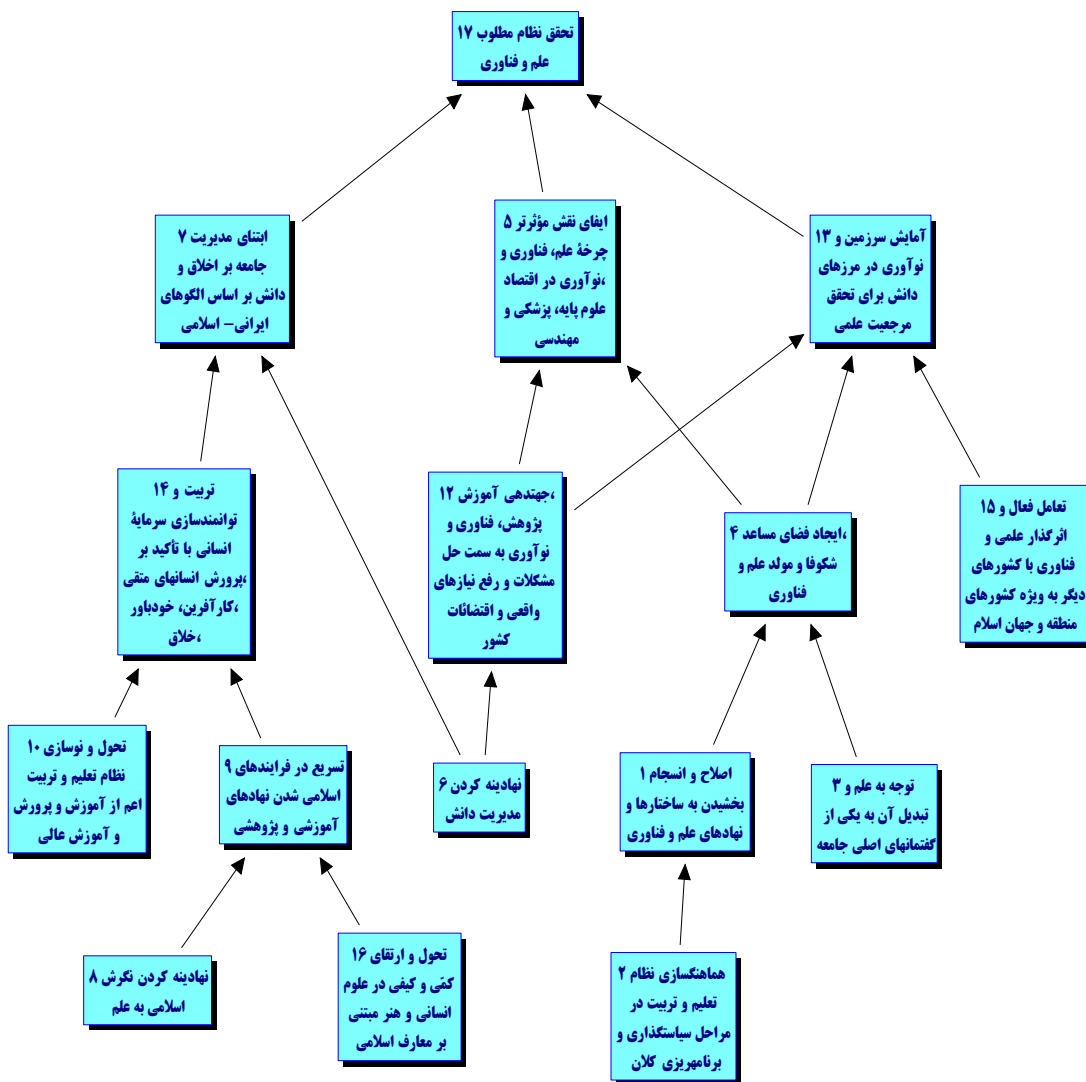 تحقق نظام مطلوب ۱۷
علم و فناوری
ابتنای مدیریت ۷
جامعه بر اخلاق و
دانش بر اساس الگوهای
ایرانی– اسلامی
ایفای نقش مؤثرتر ۵
چرخهٔ علم، فناوری و
نوآوری در اقتصاد،
علوم پایه، پزشکی و
مهندسی
آمایش سرزمین و ۱۳
نوآوری در مرزهای
دانش برای تحقق
مرجعیت علمی
تربیت و ۱۴
توانمندسازی سرمایهٔ
انسانی با تأکید بر
پرورش انسانهای متقی،
کارآفرین، خودباور،
خلاق،
جهتدهی آموزش ۱۲،
پژوهش، فناوری و
نوآوری به سمت حل
مشکلات و رفع نیازهای
واقعی و اقتضائات
کشور
ایجاد فضای مساعد ۴،
شکوفا و مولد علم و
فناوری
تعامل فعال و ۱۵
اثرگذار علمی و
فناوری با کشورهای
دیگر به ویژه کشورهای
منطقه و جهان اسلام
تحول و نوسازی ۱۰
نظام تعلیم و تربیت
اعم از آموزش و پرورش
و آموزش عالی
تسریع در فرایندهای ۹
اسلامی شدن نهادهای
آموزشی و پژوهشی
نهادینه کردن ۶
مدیریت دانش
اصلاح و انسجام ۱
بخشیدن به ساختارها و
نهادهای علم و فناوری
توجه به علم و ۳
تبدیل آن به یکی از
گفتمانهای اصلی جامعه
نهادینه کردن نگرش ۸
اسلامی به علم
تحول و ارتقای ۱۶
کمّی و کیفی در علوم
انسانی و هنر مبتنی
بر معارف اسلامی
هماهنگسازی نظام ۲
تعلیم و تربیت در
مراحل سیاستگذاری و
برنامهریزی کلان